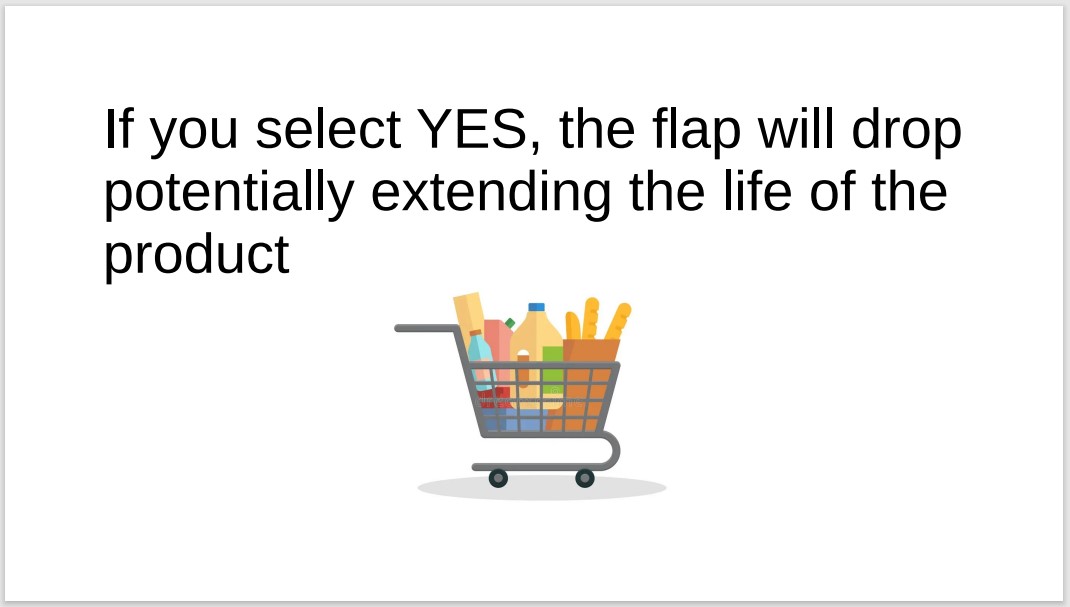 If you select YES, the flap will drop
potentially extending the life of the
product